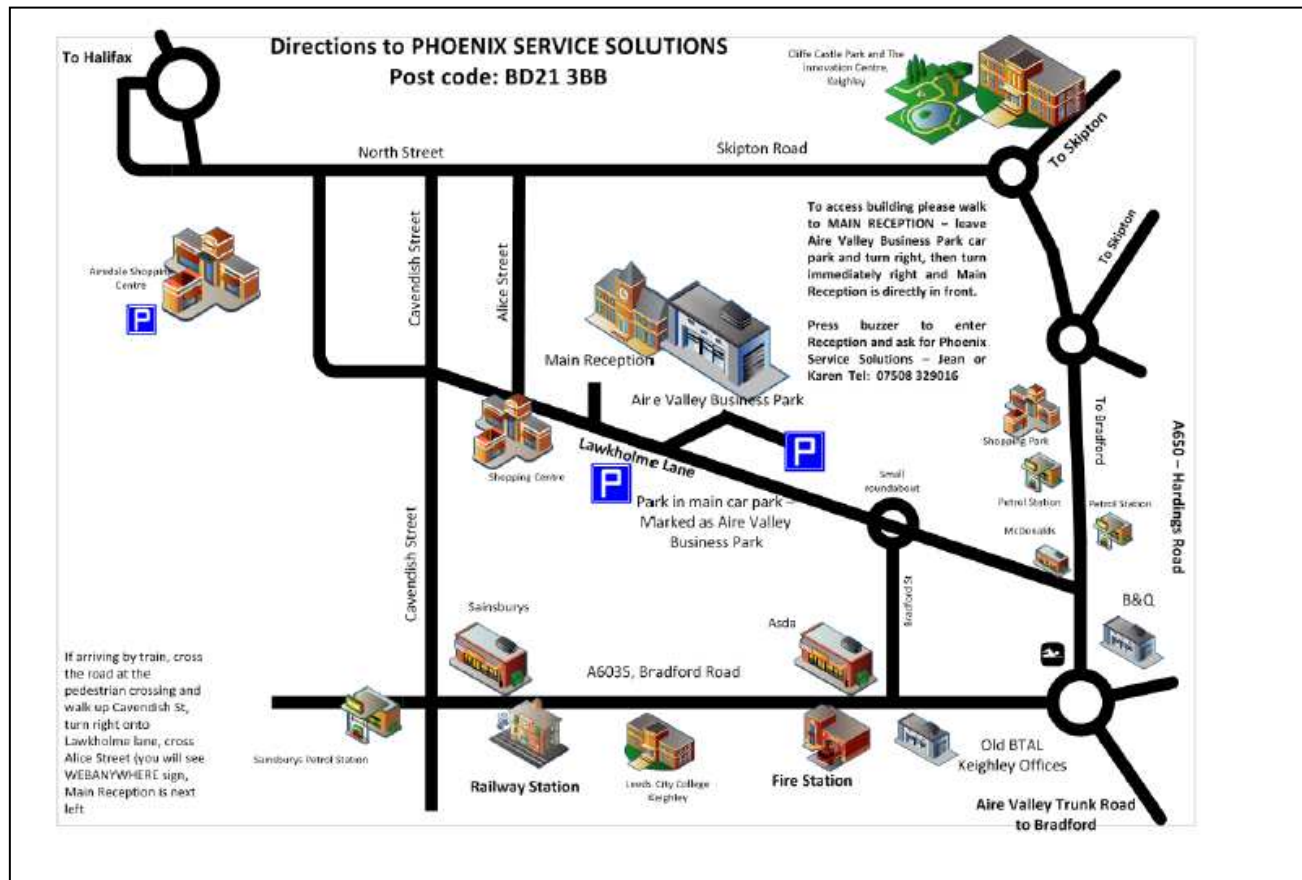 Directions to PHOENIX SERVICE SOLUTIONS
Post code: BD21 3BB
To Halifax
Cliffe Castle Park and The
Innovation Centre,
Keighley
To Skipton
North Street
Skipton Road
To access building please walk
to MAIN RECEPTION – leave
Aire Valley Business Park car
park and turn right, then turn
immediately right and Main
Reception is directly in front.
Press buzzer to enter
Reception and ask for Phoenix
Service Solutions – Jean or
Karen Tel: 07508 329016
To Skipton
Cavendish Street
Alice Street
Airedale Shopping
Centre
P
Main Reception
Aire Valley Business Park
P
Lawkholme Lane
Shopping Centre
P
Park in main car park –
Marked as Aire Valley
Business Park
Small
roundabout
Shopping Park
To Bradford
A650 – Hardings Road
Petrol Station
Petrol Station
McDonalds
B&Q
Cavendish Street
Bradford St
Sainsburys
Asda
A6035, Bradford Road
If arriving by train, cross
the road at the
pedestrian crossing and
walk up Cavendish St,
turn right onto
Lawkholme lane, cross
Alice Street (you will see
WEBANYWHERE sign,
Main Reception is next
left
Sainsburys Petrol Station
Railway Station
Leeds City College
Keighley
Fire Station
Old BTAL
Keighley Offices
Aire Valley Trunk Road
to Bradford